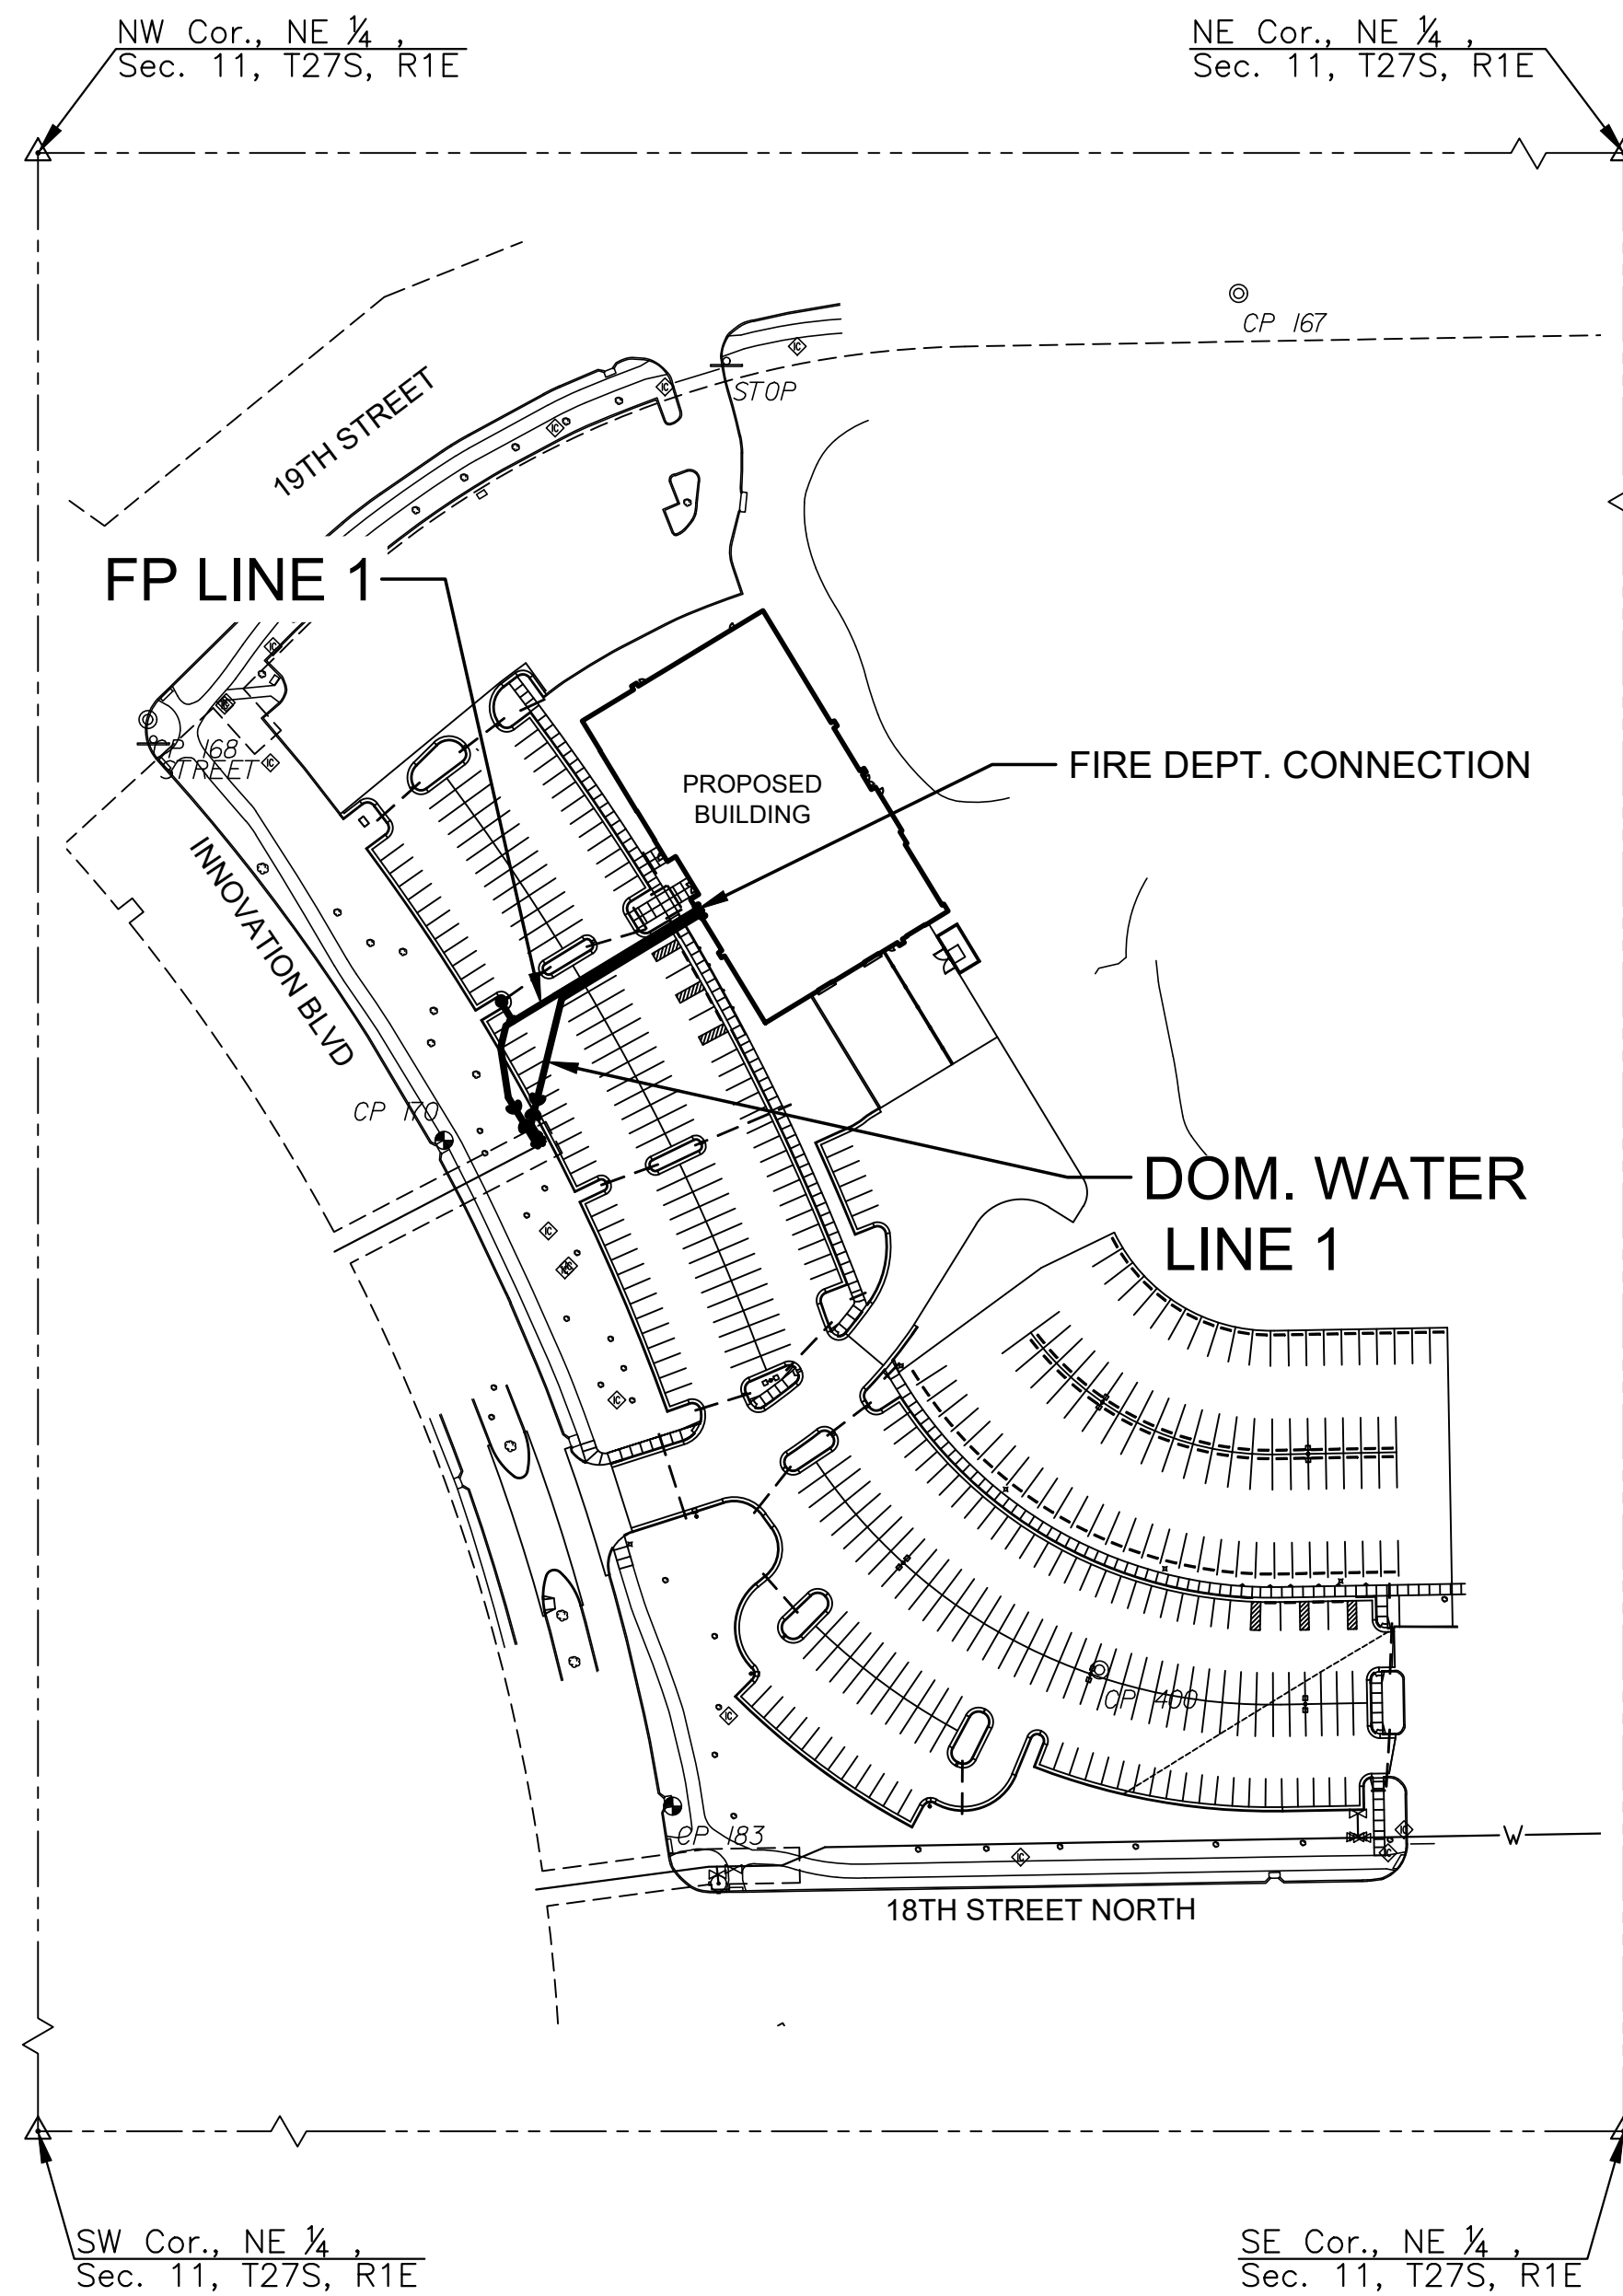 NW Cor., NE ¼ ,
Sec. 11, T27S, R1E
NE Cor., NE ¼ ,
Sec. 11, T27S, R1E
CP 167
STOP
19TH STREET
FP LINE 1
CP 168
STREET
FIRE DEPT. CONNECTION
PROPOSED
BUILDING
INNOVATION BLVD
CP 170
DOM. WATER
LINE 1
CP 400
CP 183
W
18TH STREET NORTH
SW Cor., NE ¼ ,
Sec. 11, T27S, R1E
SE Cor., NE ¼ ,
Sec. 11, T27S, R1E